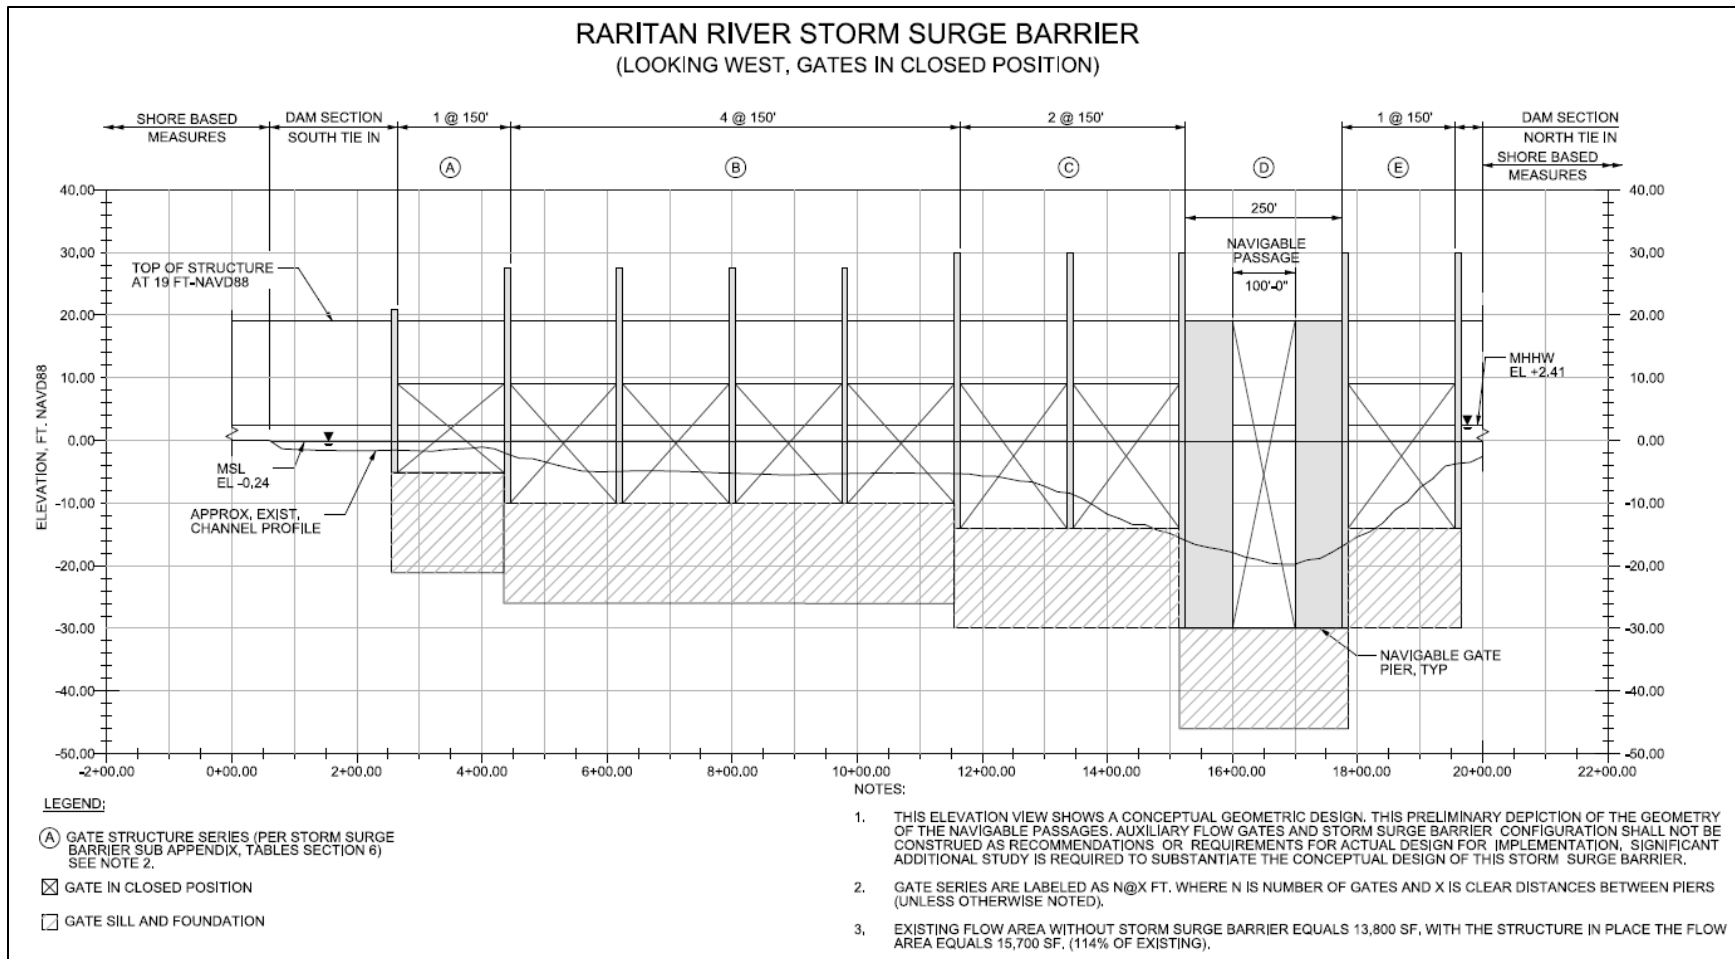 RARITAN RIVER STORM SURGE BARRIER
(LOOKING WEST, GATES IN CLOSED POSITION)
SHORE BASED
MEASURES
DAM SECTION
SOUTH TIE IN
1 @ 150'
4 @ 150'
2 @ 150'
1 @ 150'
DAM SECTION
NORTH TIE IN
SHORE BASED
MEASURES
A
B
C
D
E
250'
NAVIGABLE
PASSAGE
100'-0"
TOP OF STRUCTURE
AT 19 FT-NAVD88
MHHW
EL +2.41
MSL
EL -0.24
APPROX. EXIST.
CHANNEL PROFILE
NAVIGABLE GATE
PIER, TYP
ELEVATION, FT. NAVD88
40.00
30.00
20.00
10.00
0.00
-10.00
-20.00
-30.00
-40.00
-50.00
40.00
30.00
20.00
10.00
0.00
-10.00
-20.00
-30.00
-40.00
-50.00
-2+00.00
0+00.00
2+00.00
4+00.00
6+00.00
8+00.00
10+00.00
12+00.00
14+00.00
16+00.00
18+00.00
20+00.00
22+00.00
LEGEND:
A GATE STRUCTURE SERIES (PER STORM SURGE
BARRIER SUB APPENDIX, TABLES SECTION 6)
SEE NOTE 2.
GATE IN CLOSED POSITION
GATE SILL AND FOUNDATION
NOTES:
1. THIS ELEVATION VIEW SHOWS A CONCEPTUAL GEOMETRIC DESIGN. THIS PRELIMINARY DEPICTION OF THE GEOMETRY
OF THE NAVIGABLE PASSAGES. AUXILIARY FLOW GATES AND STORM SURGE BARRIER CONFIGURATION SHALL NOT BE
CONSTRUED AS RECOMMENDATIONS OR REQUIREMENTS FOR ACTUAL DESIGN FOR IMPLEMENTATION, SIGNIFICANT
ADDITIONAL STUDY IS REQUIRED TO SUBSTANTIATE THE CONCEPTUAL DESIGN OF THIS STORM SURGE BARRIER.
2. GATE SERIES ARE LABELED AS N@X FT. WHERE N IS NUMBER OF GATES AND X IS CLEAR DISTANCES BETWEEN PIERS
(UNLESS OTHERWISE NOTED).
3. EXISTING FLOW AREA WITHOUT STORM SURGE BARRIER EQUALS 13,800 SF, WITH THE STRUCTURE IN PLACE THE FLOW
AREA EQUALS 15,700 SF. (114% OF EXISTING).